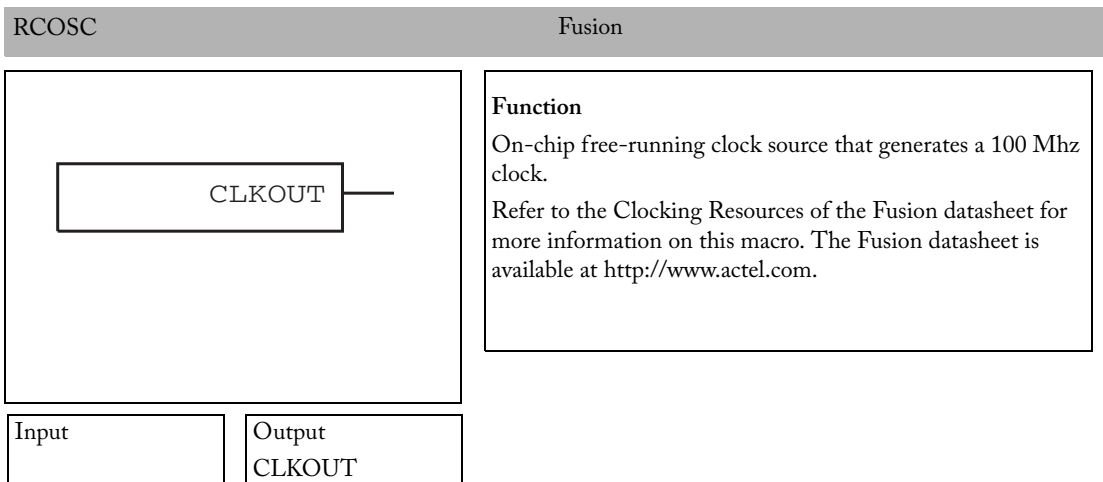 RCOSC Fusion
CLKOUT
Function
On-chip free-running clock source that generates a 100 Mhz
clock.
Refer to the Clocking Resources of the Fusion datasheet for
more information on this macro. The Fusion datasheet is
available at http://www.actel.com.
Input
Output
CLKOUT